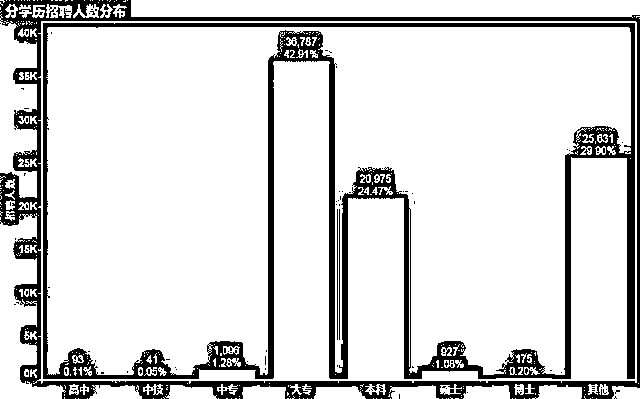 分学历招聘人数分布
招聘人数
40K
35K
30K
25K
20K
15K
10K
5K
0K
93
0.11%
41
0.05%
1,096
1.28%
36,787
42.91%
20,975
24.47%
927
1.08%
175
0.20%
25,631
29.90%
高中
中技
中专
大专
本科
硕士
博士
其他